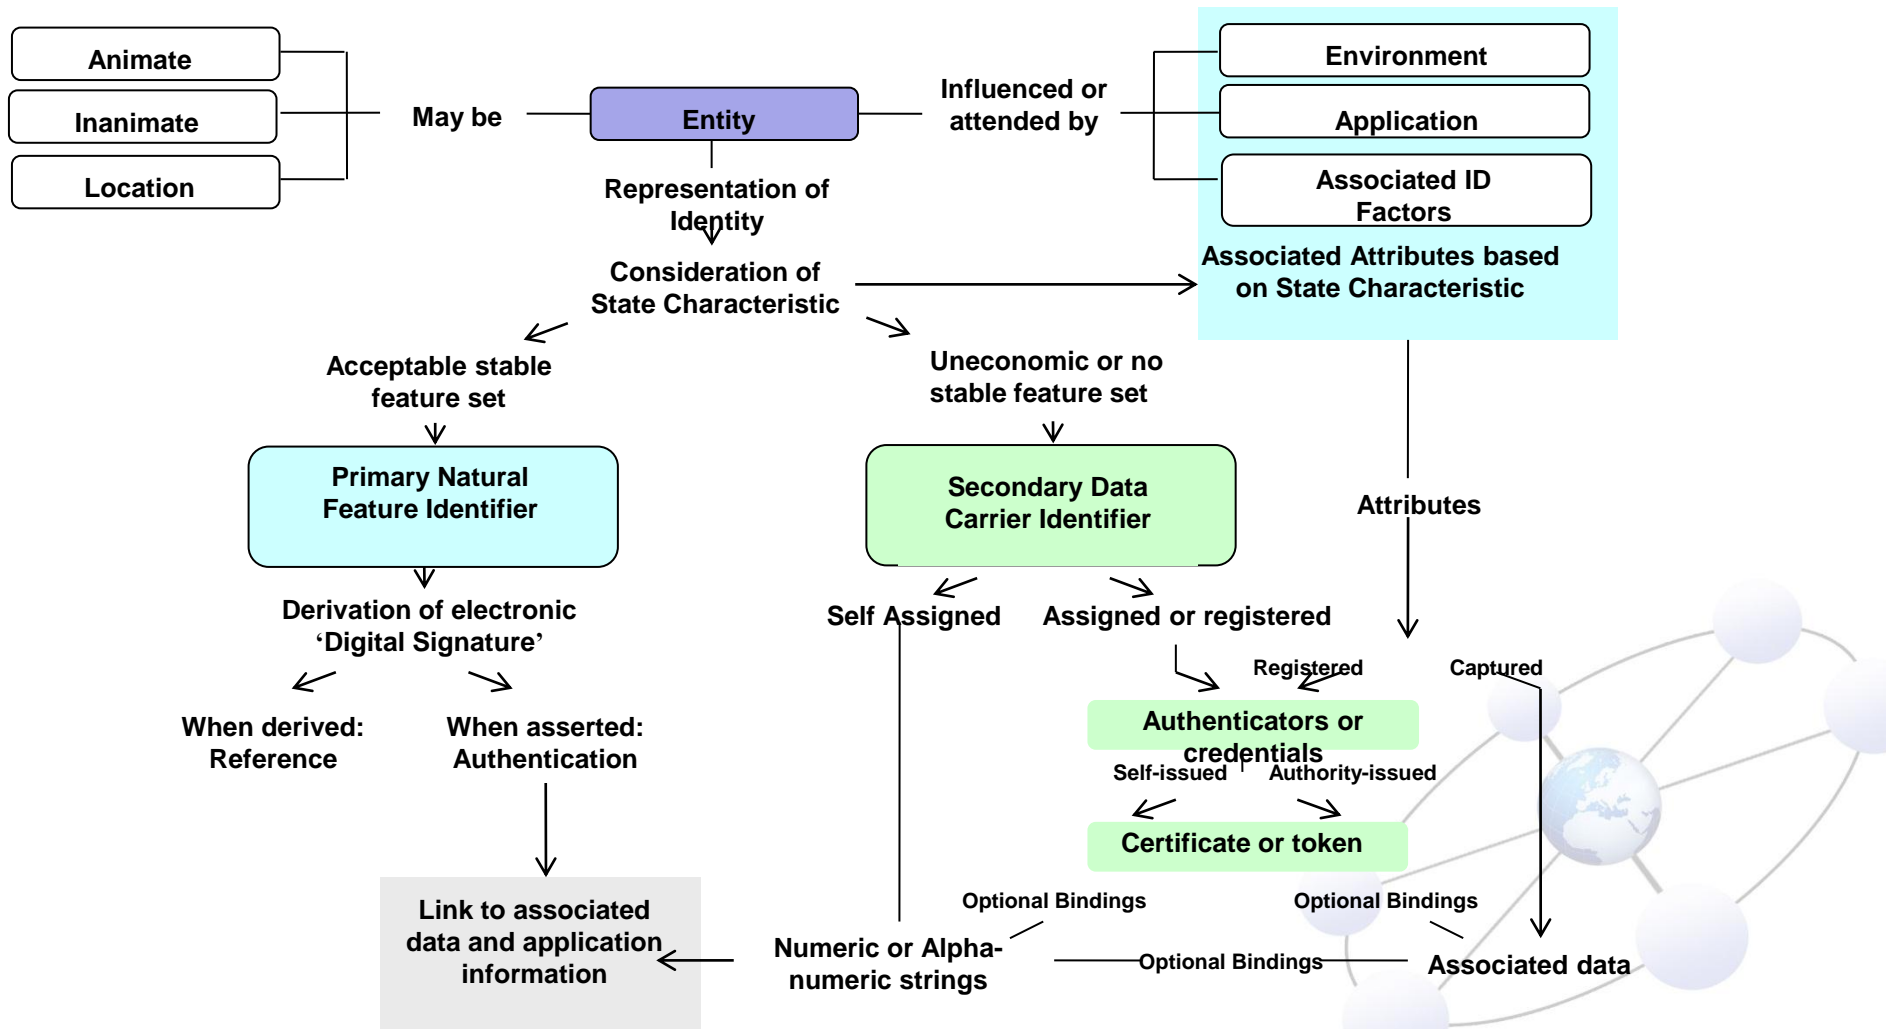 Animate
Inanimate
Location
May be
Entity
Influenced or
attended by
Environment
Application
Associated ID
Factors
Associated Attributes based
on State Characteristic
Representation of
Identity
Consideration of
State Characteristic
Acceptable stable
feature set
Uneconomic or no
stable feature set
Primary Natural
Feature Identifier
Secondary Data
Carrier Identifier
Attributes
Derivation of electronic
‘Digital Signature’
Self Assigned
Assigned or registered
Registered
Captured
When derived:
Reference
When asserted:
Authentication
Authenticators or
credentials
Self-issued
Authority-issued
Certificate or token
Optional Bindings
Optional Bindings
Link to associated
data and application
information
Numeric or Alpha-
numeric strings
Optional Bindings
Associated data